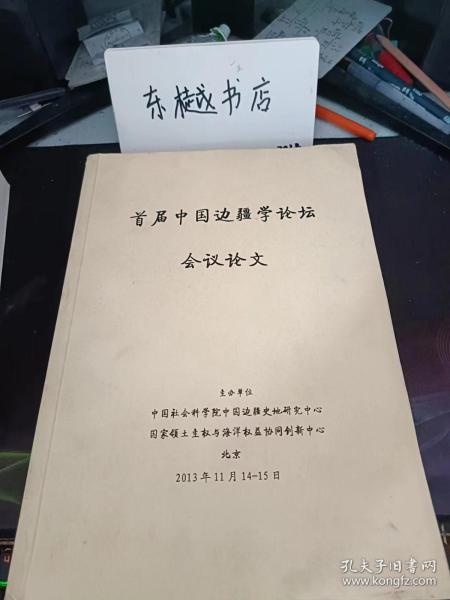 东樾书店
首届中国边疆学论坛
会议论文
主办单位
中国社会科学院中国边疆史地研究中心
国家领土主权与海洋权益协同创新中心
北京
2013年11月14-15日
孔夫子旧书网
www.kongfz.com